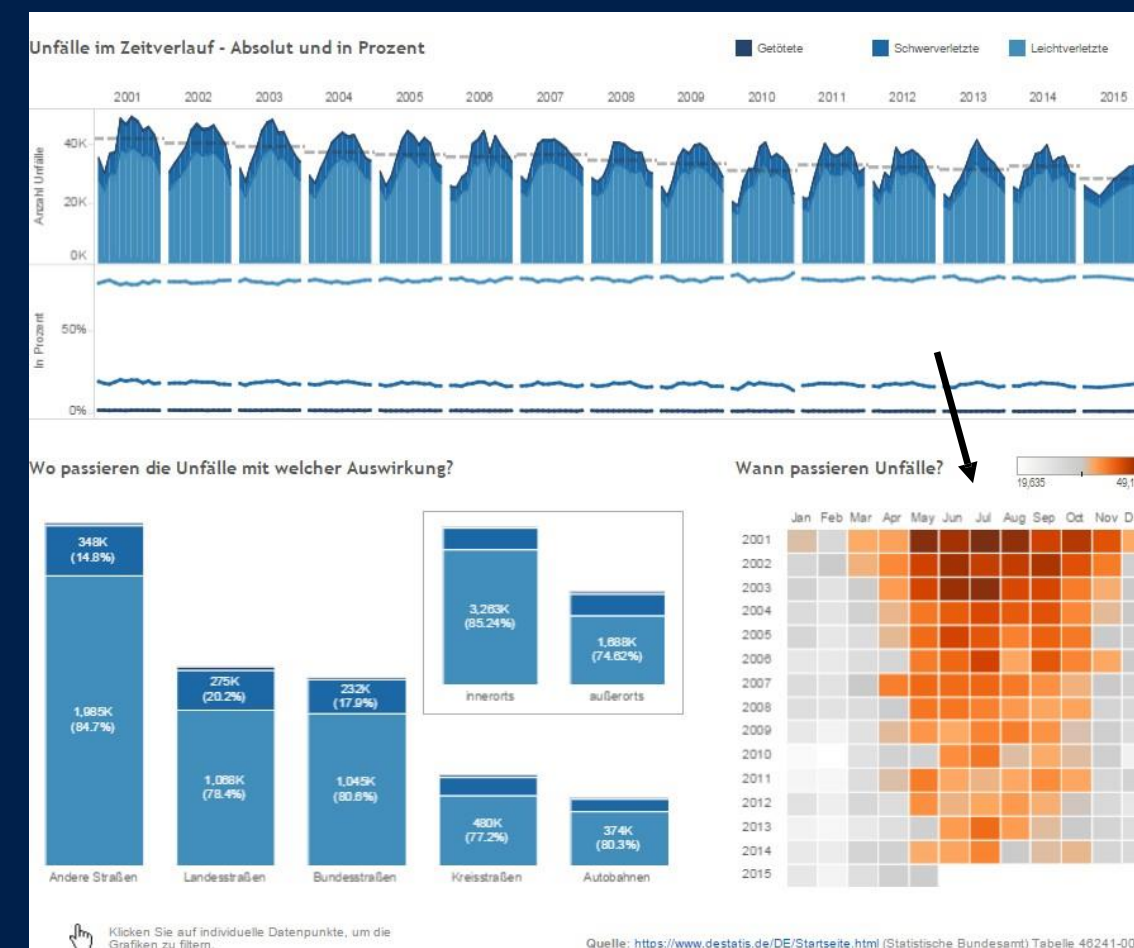 Unfälle im Zeitverlauf - Absolut und in Prozent
Getötete Schwerverletzte Leichtverletzte
2001 2002 2003 2004 2005 2006 2007 2008 2009 2010 2011 2012 2013 2014 2015
Anzahl Unfälle
40K
20K
0K
In Prozent
50%
0%
Wo passieren die Unfälle mit welcher Auswirkung?
348K
(14.8%)
1,985K
(84.7%)
Andere Straßen
275K
(20.2%)
1,068K
(78.4%)
Landesstraßen
232K
(17.9%)
1,045K
(80.6%)
Bundesstraßen
3,263K
(85.24%)
innerorts
1,688K
(74.62%)
außerorts
480K
(77.2%)
Kreisstraßen
374K
(80.3%)
Autobahnen
Wann passieren Unfälle?
19,635 49,1
Jan Feb Mar Apr May Jun Jul Aug Sep Oct Nov D
2001
2002
2003
2004
2005
2006
2007
2008
2009
2010
2011
2012
2013
2014
2015
Klicken Sie auf individuelle Datenpunkte, um die
Grafiken zu filtern.
Quelle: https://www.destatis.de/DE/Startseite.html (Statistische Bundesamt) Tabelle 46241-00